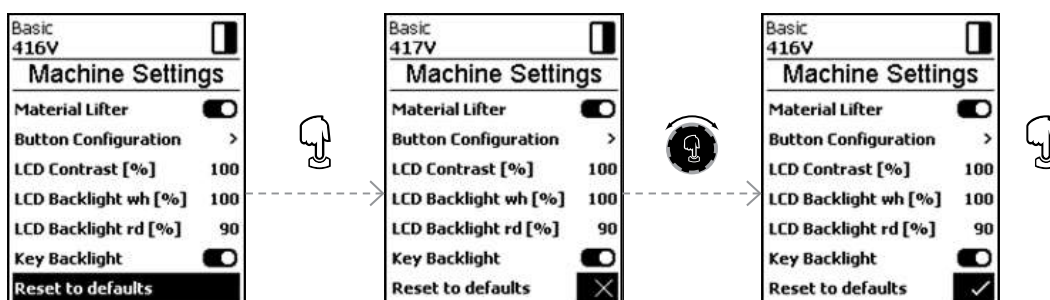 Basic
416V
Machine Settings
Material Lifter
Button Configuration >
LCD Contrast [%] 100
LCD Backlight wh [%] 100
LCD Backlight rd [%] 90
Key Backlight
Reset to defaults
Basic
417V
Machine Settings
Material Lifter
Button Configuration >
LCD Contrast [%] 100
LCD Backlight wh [%] 100
LCD Backlight rd [%] 90
Key Backlight
Reset to defaults
Basic
416V
Machine Settings
Material Lifter
Button Configuration >
LCD Contrast [%] 100
LCD Backlight wh [%] 100
LCD Backlight rd [%] 90
Key Backlight
Reset to defaults